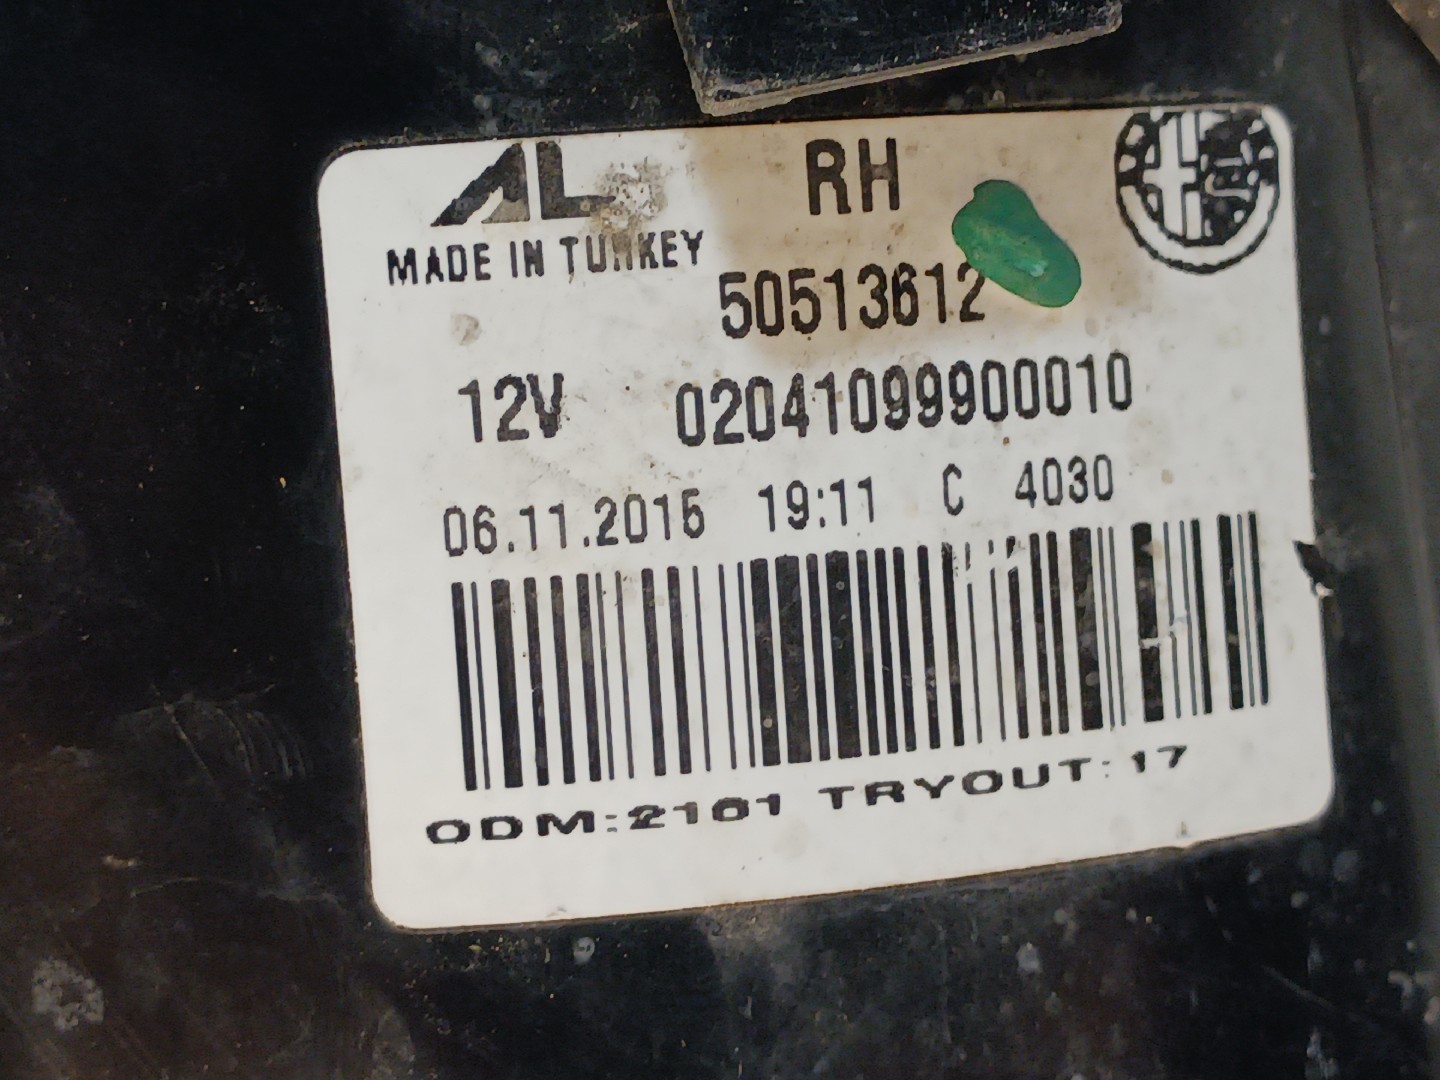 AL RH
MADE IN TURKEY
50513612
12V 02041099900010
06.11.2015 19:11 C 4030
ODM:2101 TRYOUT:17